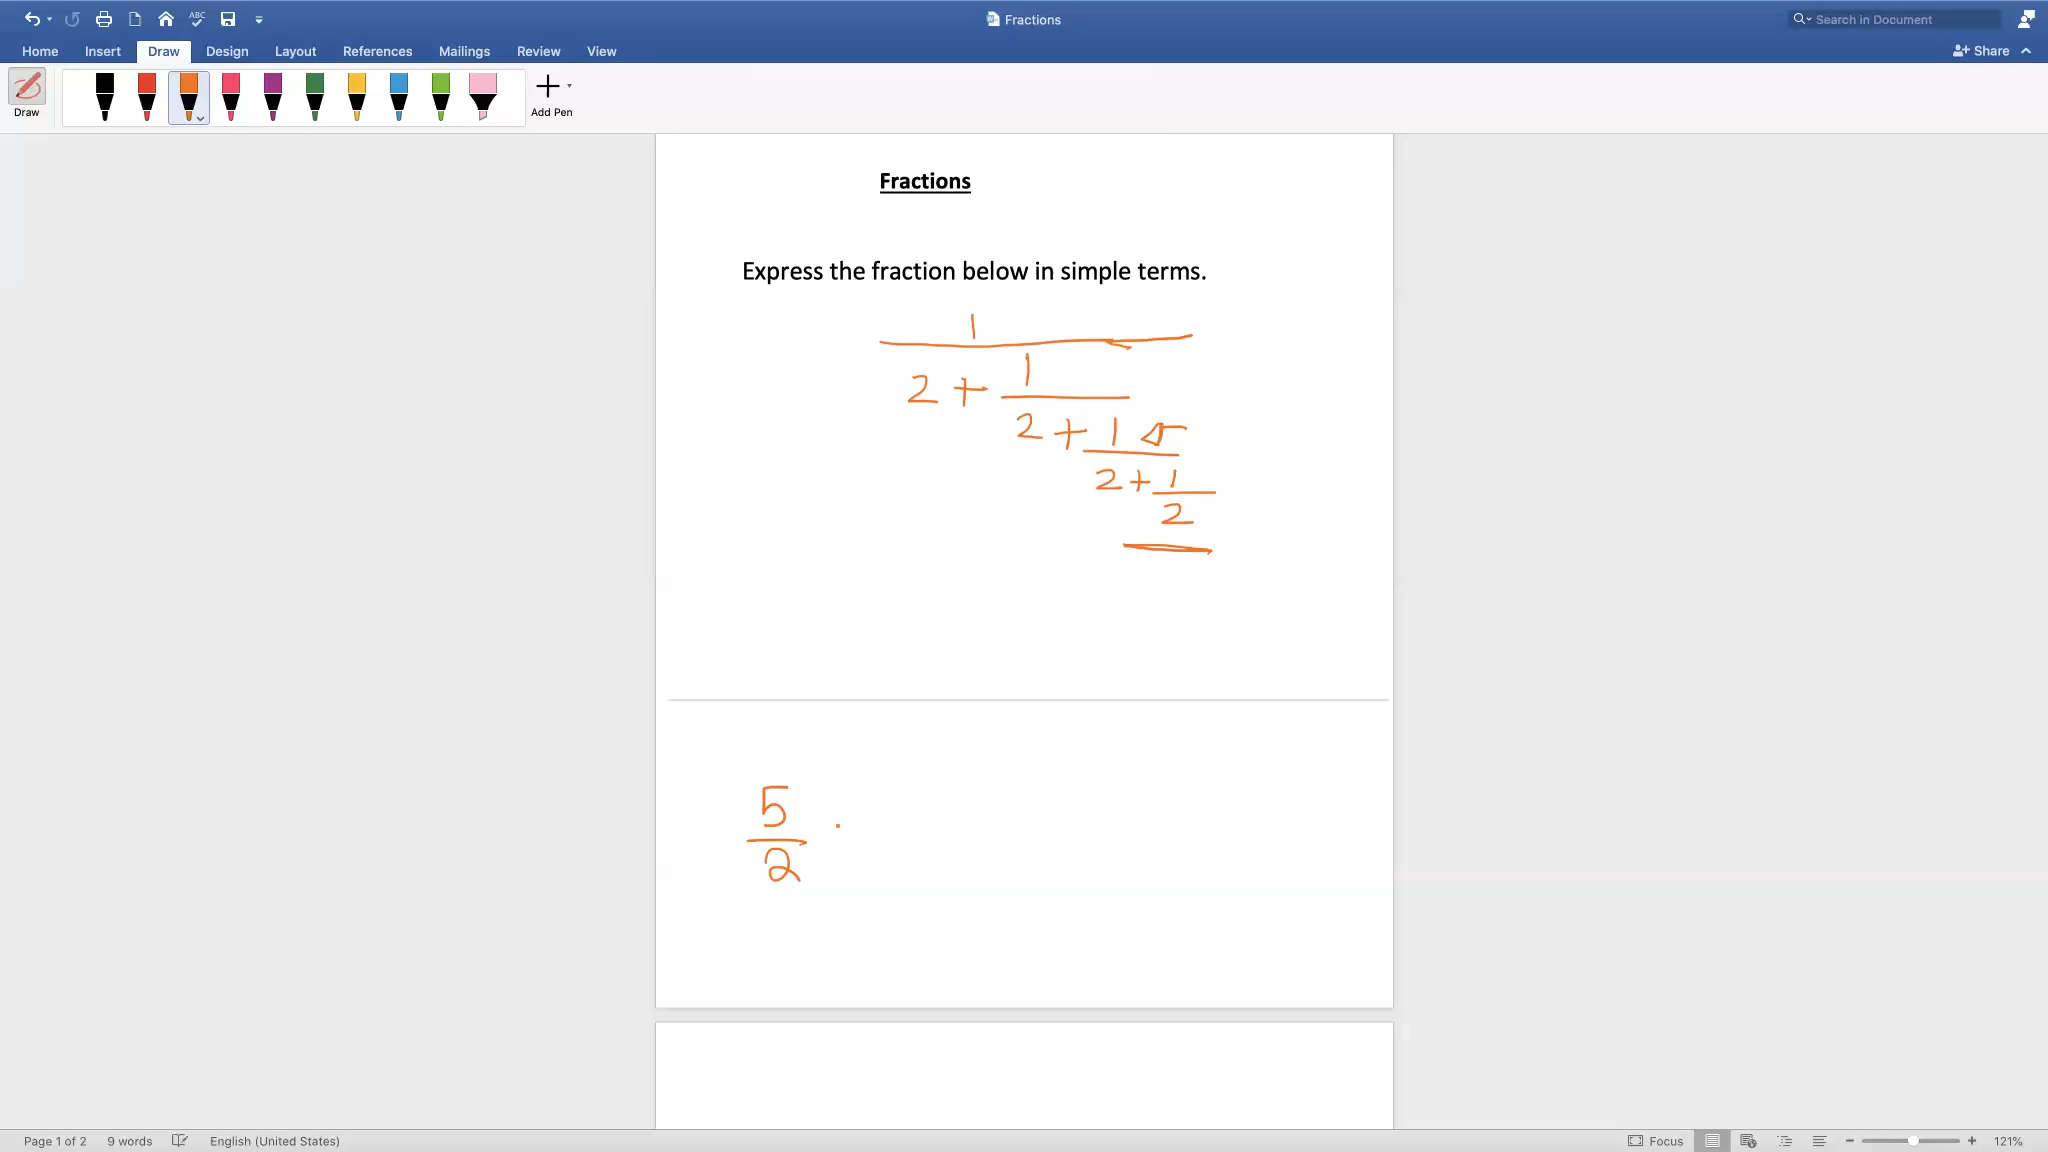 ABC
Fractions
Search in Document
Home Insert Draw Design Layout References Mailings Review View
Share
Draw
Add Pen
Fractions
Express the fraction below in simple terms.
1
2 + 1
2 + 1
2 + 1
2
5
2
Page 1 of 2 9 words English (United States)
Focus 121%